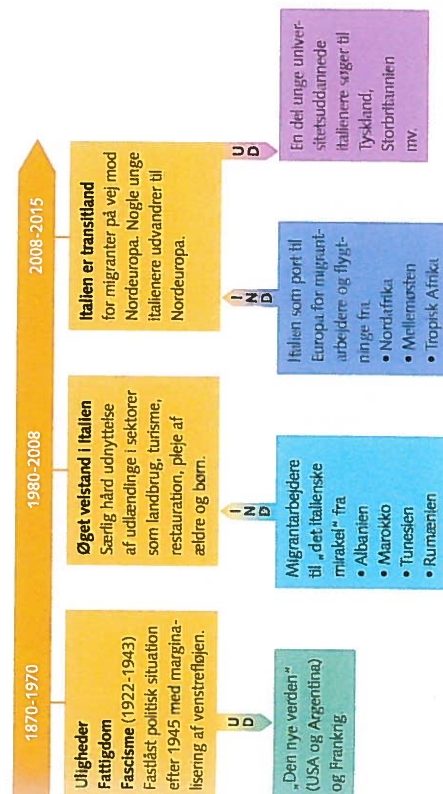 1870-1970
1980-2008
2008-2015
Uligheder
Fattigdom
Fascisme (1922-1943)
Fastlåst politisk situation
efter 1945 med margina-
lisering af venstrefløjen.
UD
„Den nye verden“
(USA og Argentina)
og Frankrig
Øget velstand i Italien
Særlig hård udnyttelse
af udlændinge i sektorer
som landbrug, turisme,
restauration, pleje af
ældre og børn.
IND
Migrantarbejdere
til „det italienske
mirakel“ fra
• Albanien
• Marokko
• Tunesien
• Rumænien
Italien er transitland
for migranter på vej mod
Nordeuropa. Nogle unge
italienere udvandrer til
Nordeuropa.
IND
UD
Italien som port til
Europa for migrant-
arbejdere og flygt-
ninge fra
• Nordafrika
• Mellemøsten
• Tropisk Afrika
En del unge univer-
sitetsuddannede
italienere søger til
Tyskland,
Storbritannien
mv.